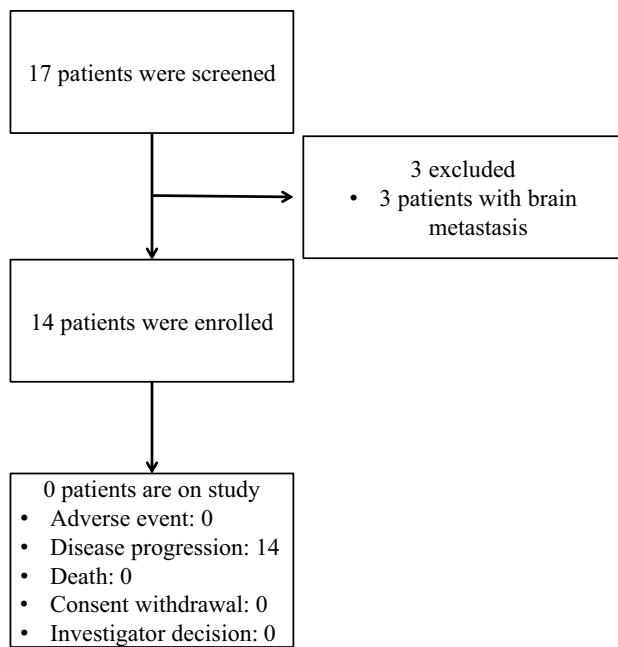 17 patients were screened
3 excluded
• 3 patients with brain
metastasis
14 patients were enrolled
0 patients are on study
• Adverse event: 0
• Disease progression: 14
• Death: 0
• Consent withdrawal: 0
• Investigator decision: 0